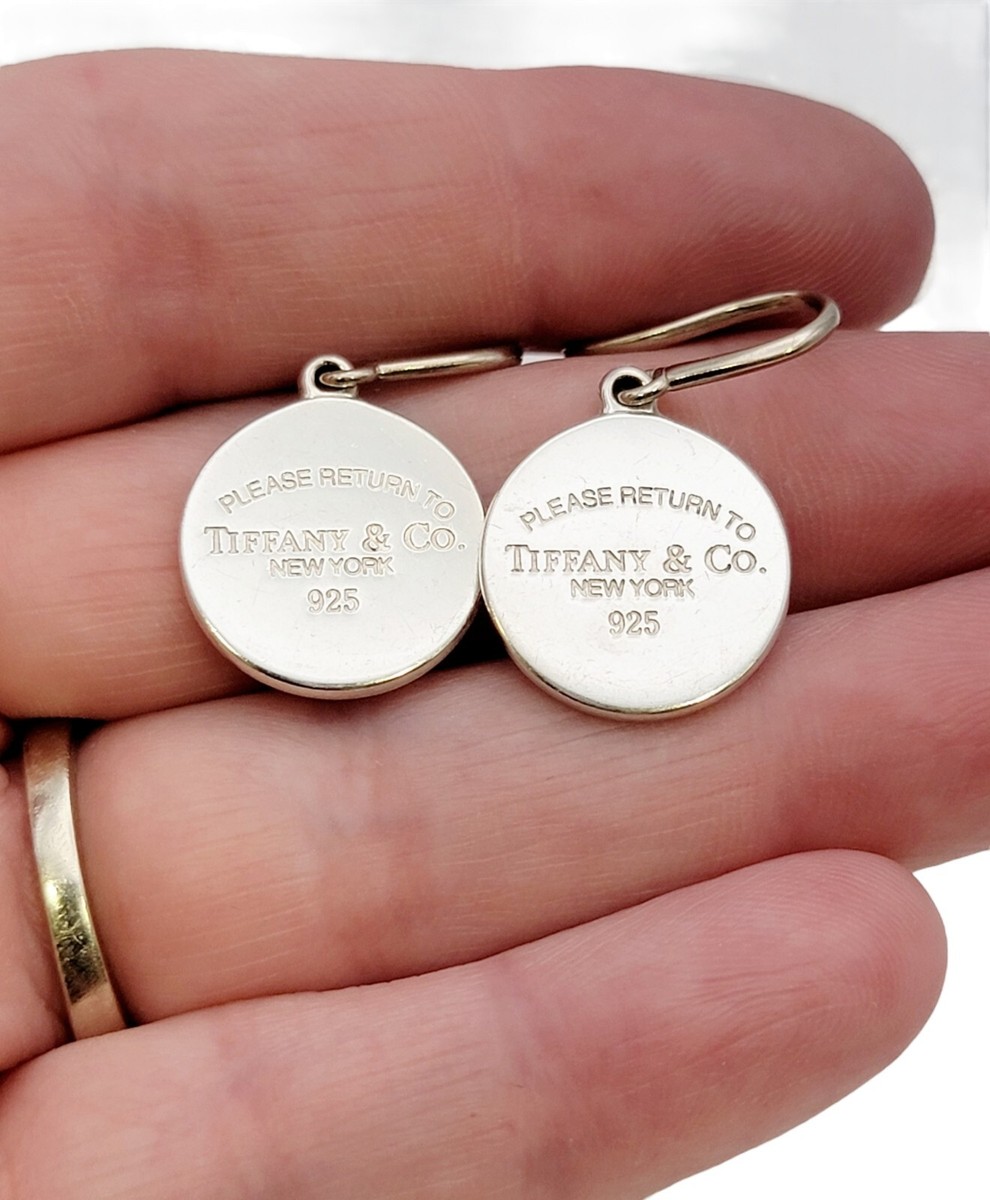 PLEASE RETURN TO
TIFFANY & CO.
NEW YORK
925
PLEASE RETURN TO
TIFFANY & CO.
NEW YORK
925